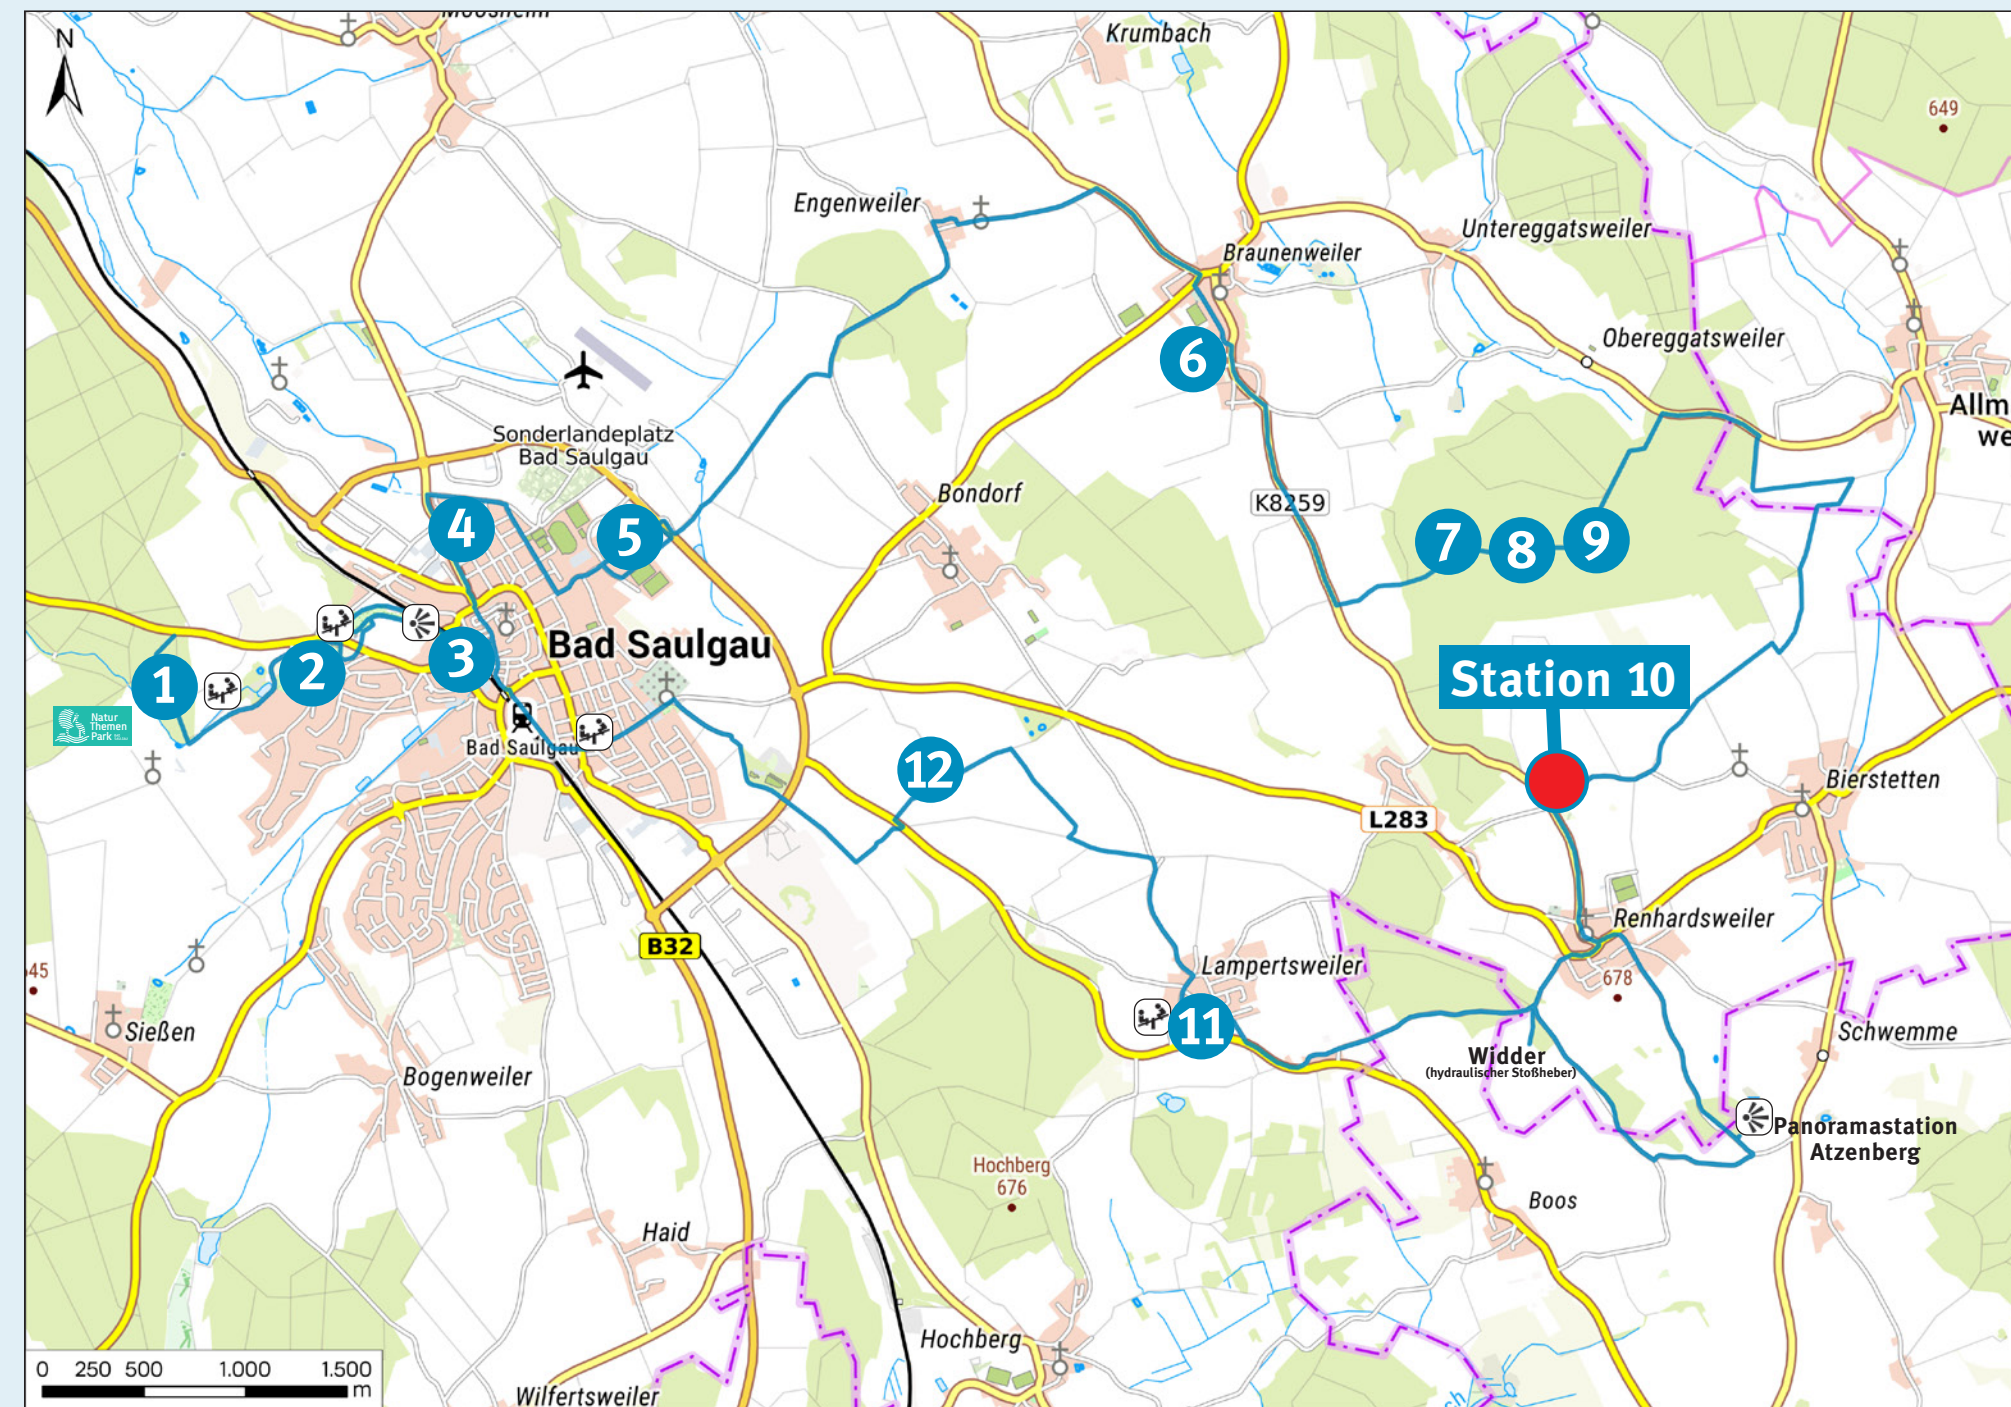 Moosheim
N
Krumbach
649
Engenweiler
Untereggatsweiler
Braunenweiler
Obereggatsweiler
6
Allm
we
Sonderlandeplatz
Bad Saulgau
Bondorf
K8259
4
5
7
8
9
Bad Saulgau
3
2
1
Station 10
Natur
Themen
Park
Bad Saulgau
12
Bierstetten
L283
Renhardsweiler
B32
Lampertsweiler
678
645
Sießen
11
Schwemme
Widder
(hydraulischer Stoßheber)
Bogenweiler
Panoramastation
Atzenberg
Hochberg
676
Boos
Haid
Hochberg
0 250 500 1.000 1.500
m
Wilfertsweiler